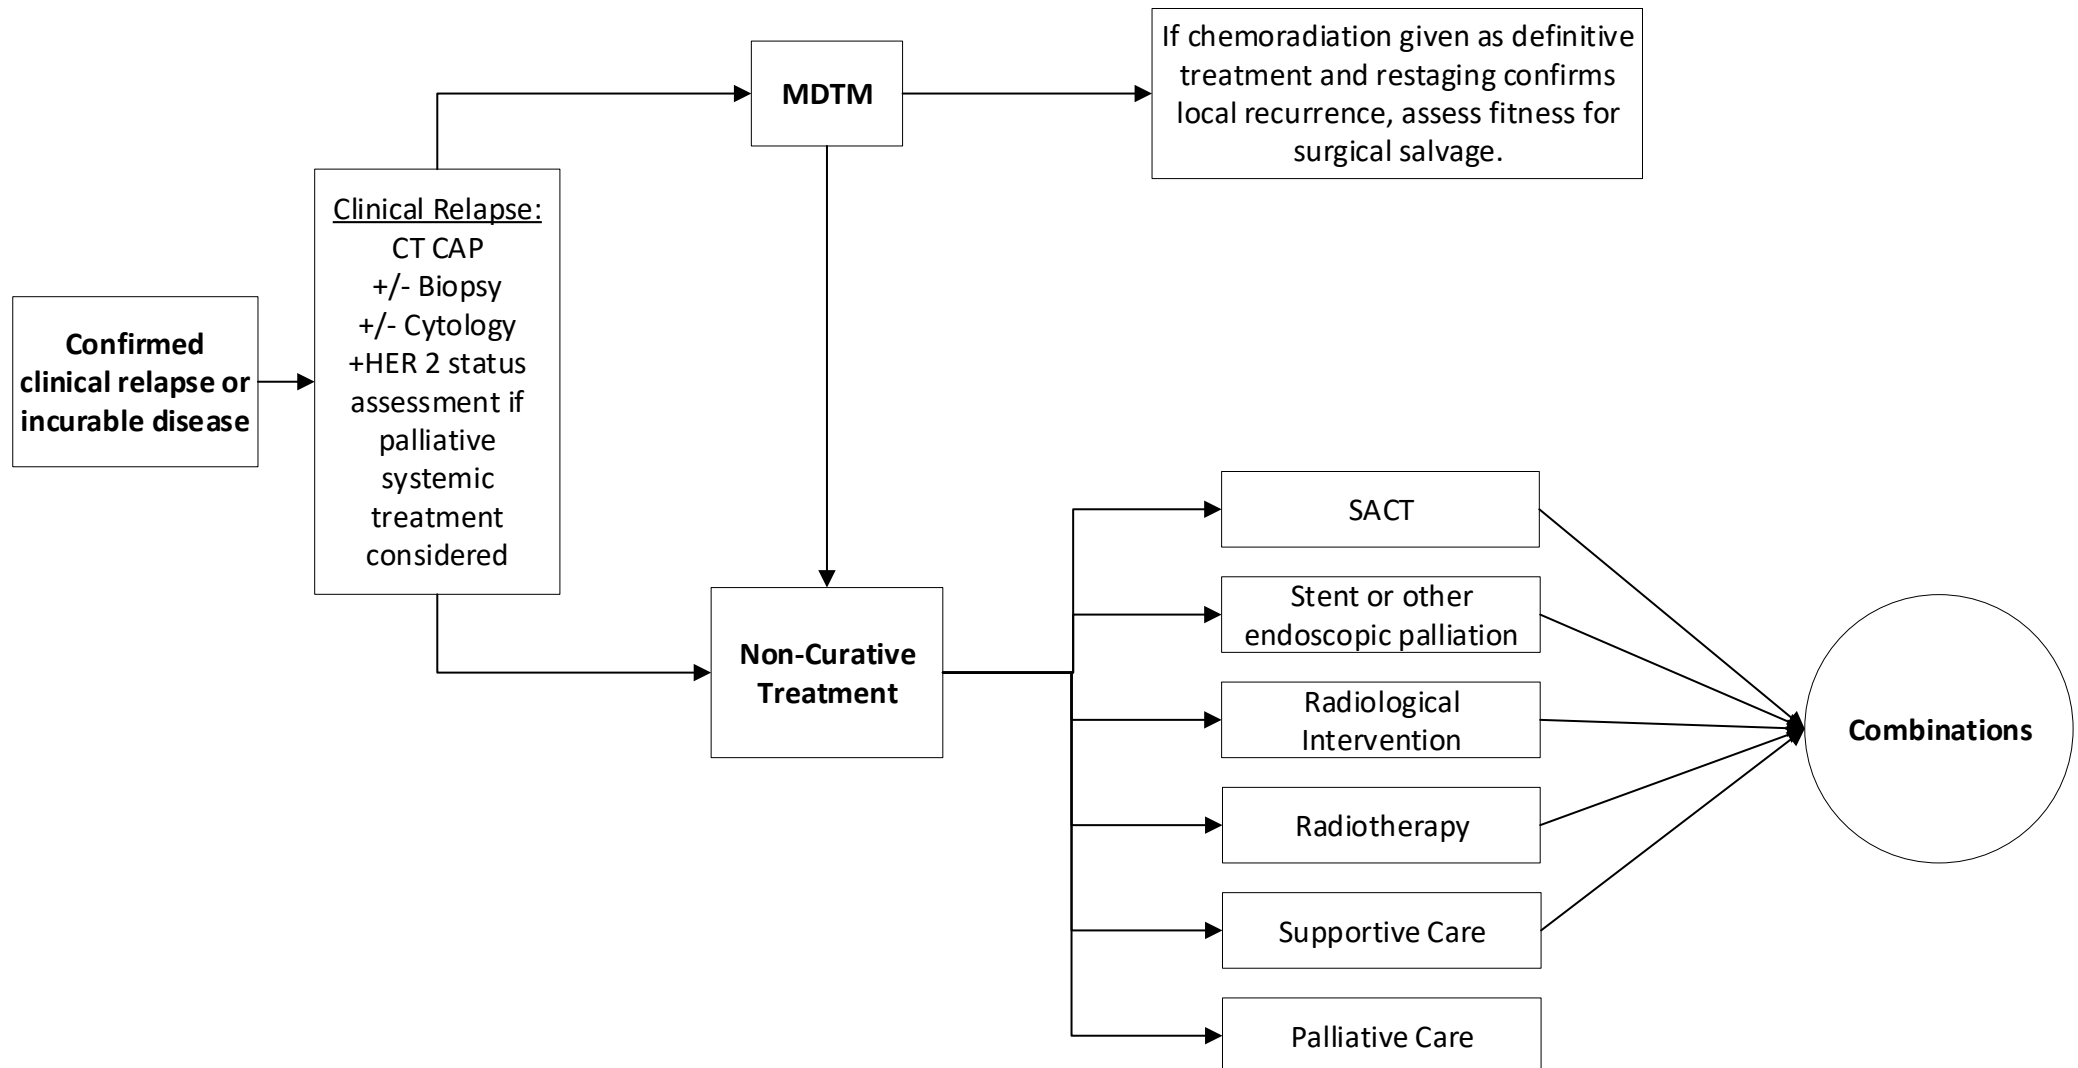 Confirmed
clinical relapse or
incurable disease
Clinical Relapse:
CT CAP
+/- Biopsy
+/- Cytology
+HER 2 status
assessment if
palliative
systemic
treatment
considered
MDTM
If chemoradiation given as definitive
treatment and restaging confirms
local recurrence, assess fitness for
surgical salvage.
Non-Curative
Treatment
SACT
Stent or other
endoscopic palliation
Radiological
Intervention
Radiotherapy
Supportive Care
Palliative Care
Combinations